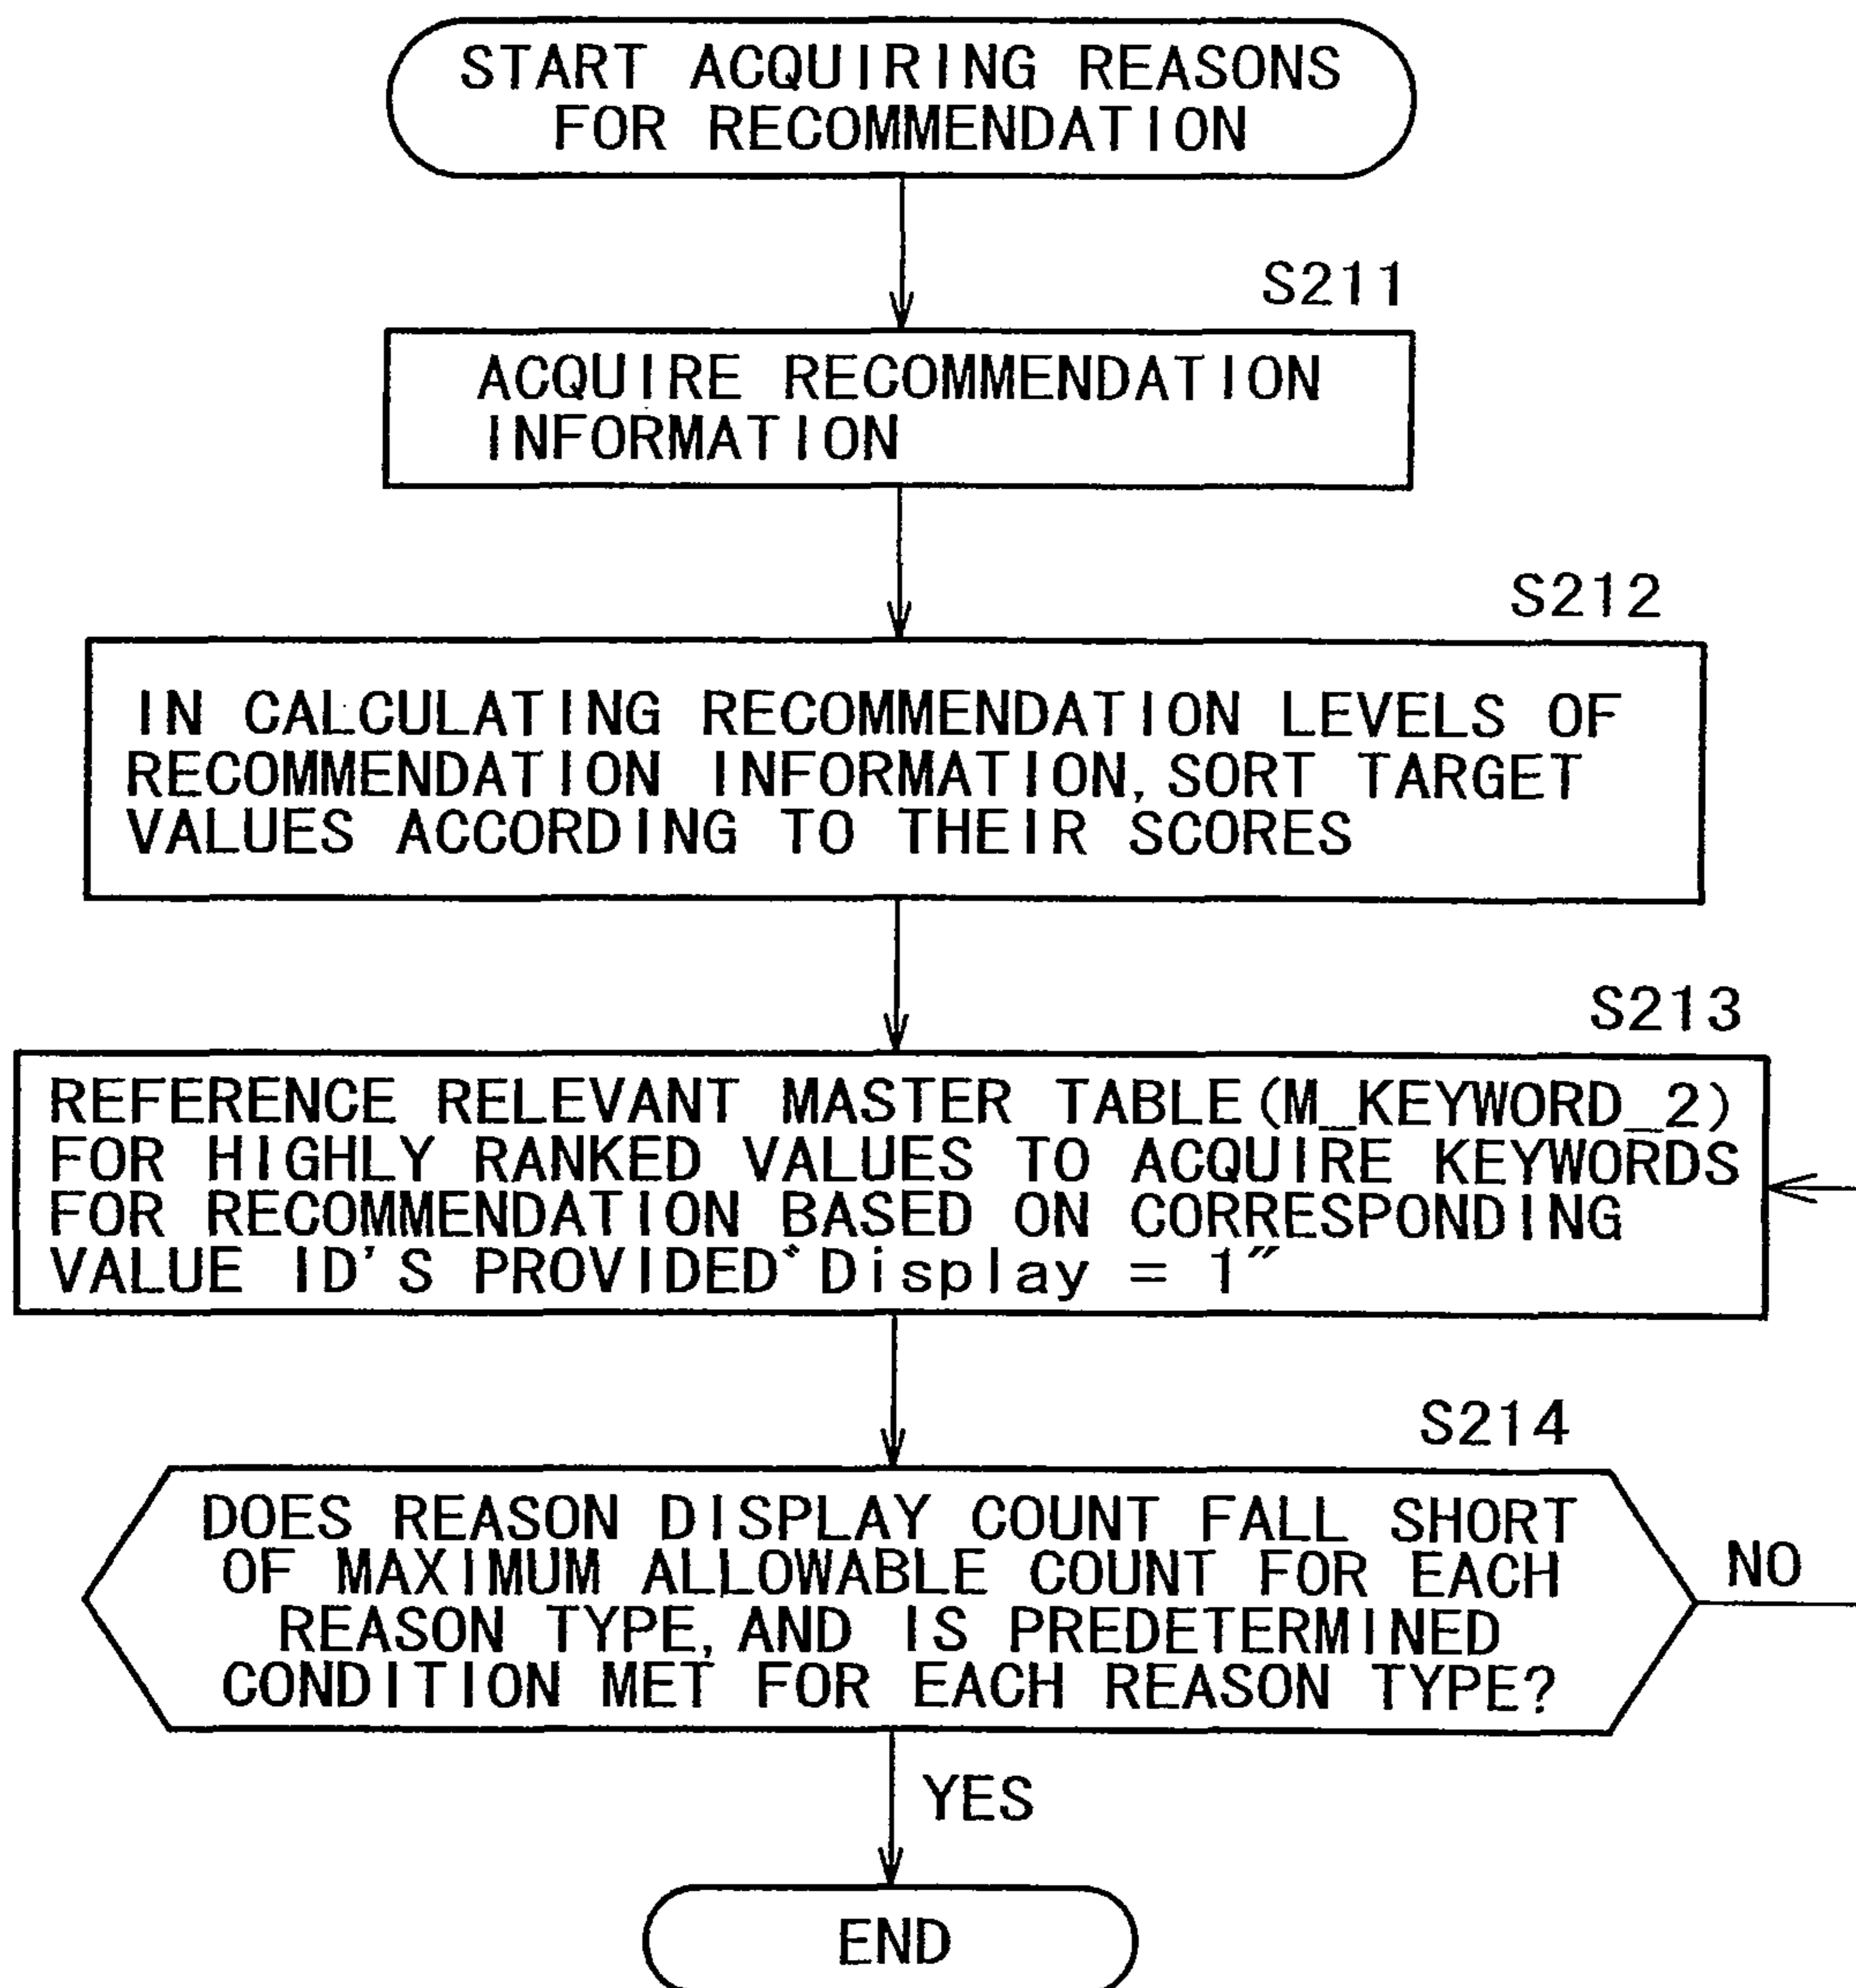 START ACQUIRING REASONS
FOR RECOMMENDATION
S211
ACQUIRE RECOMMENDATION
INFORMATION
S212
IN CALCULATING RECOMMENDATION LEVELS OF
RECOMMENDATION INFORMATION, SORT TARGET
VALUES ACCORDING TO THEIR SCORES
S213
REFERENCE RELEVANT MASTER TABLE (M_KEYWORD_2)
FOR HIGHLY RANKED VALUES TO ACQUIRE KEYWORDS
FOR RECOMMENDATION BASED ON CORRESPONDING
VALUE ID'S PROVIDED “Display = 1”
S214
DOES REASON DISPLAY COUNT FALL SHORT
OF MAXIMUM ALLOWABLE COUNT FOR EACH
REASON TYPE, AND IS PREDETERMINED
CONDITION MET FOR EACH REASON TYPE?
NO
YES
END